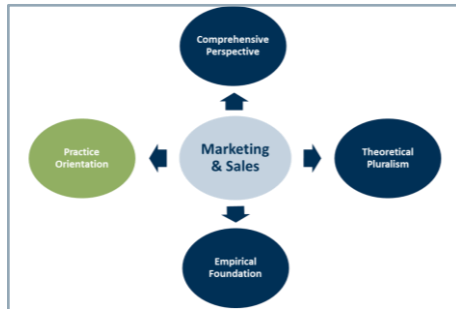 Comprehensive
Perspective
Practice
Orientation
Marketing
& Sales
Theoretical
Pluralism
Empirical
Foundation